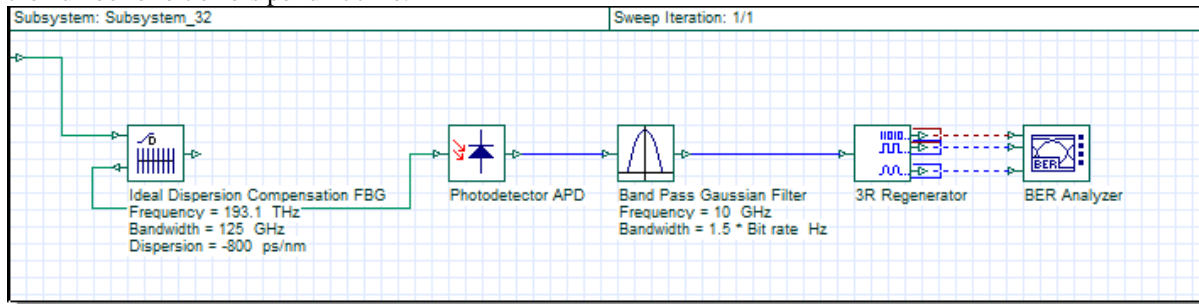 Subsystem: Subsystem_32
Sweep Iteration: 1/1
D
11010...
BER
Ideal Dispersion Compensation FBG
Frequency = 193.1 THz
Bandwidth = 125 GHz
Dispersion = -800 ps/nm
Photodetector APD
Band Pass Gaussian Filter
Frequency = 10 GHz
Bandwidth = 1.5 * Bit rate Hz
3R Regenerator
BER Analyzer